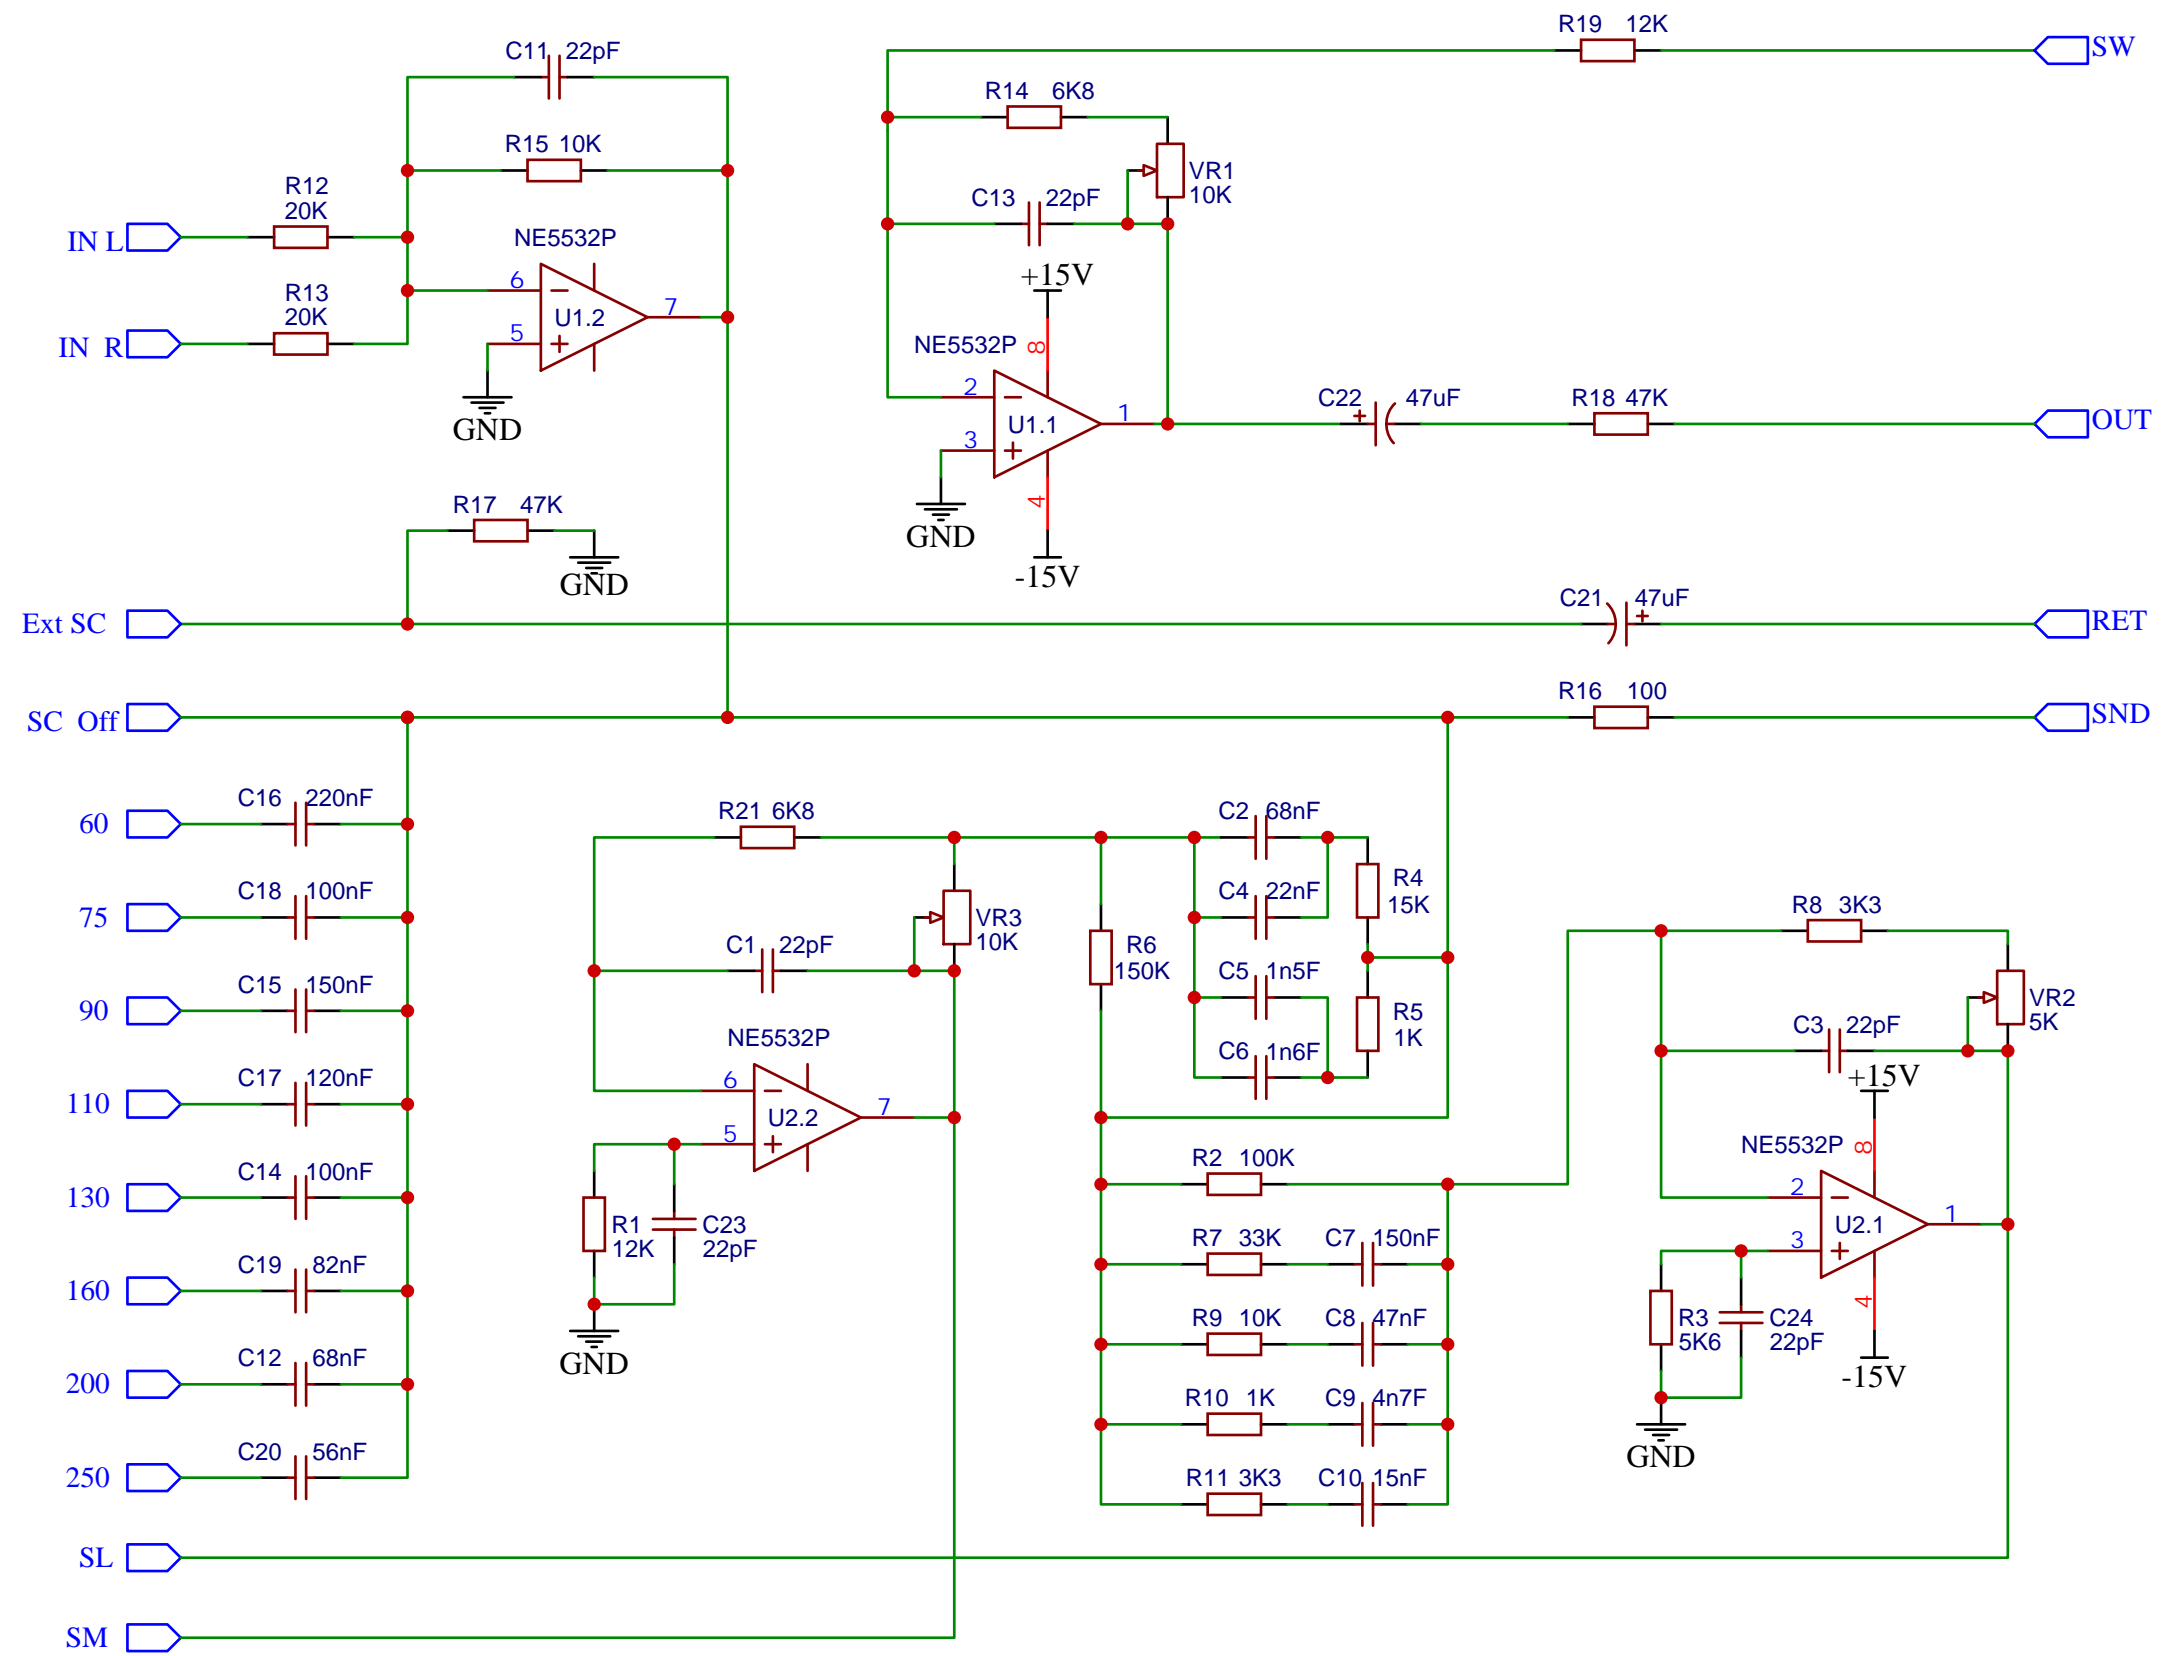 R19 12K
SW
C11 22pF
R14 6K8
R15 10K
VR1
10K
R12
20K
C13 22pF
IN L
NE5532P
+15V
6
7
U1.2
5
R13
20K
IN R
GND
8
NE5532P
2
1
U1.1
3
4
C22 47uF
R18 47K
OUT
GND
-15V
R17 47K
GND
Ext SC
C21 47uF
RET
SC Off
R16 100
SND
C16 220nF
60
C18 100nF
75
C15 150nF
90
C17 120nF
110
C14 100nF
130
C19 82nF
160
C12 68nF
200
C20 56nF
250
SL
SM
R21 6K8
VR3
10K
C1 22pF
NE5532P
6
7
U2.2
5
R1
12K
C23
22pF
GND
R6
150K
C2 68nF
C4 22nF
C5 1n5F
C6 1n6F
R4
15K
R5
1K
R2 100K
R7 33K
C7 150nF
R9 10K
C8 47nF
R10 1K
C9 4n7F
R11 3K3
C10 15nF
R8 3K3
VR2
5K
C3 22pF
+15V
NE5532P
8
2
1
U2.1
3
4
R3
5K6
C24
22pF
-15V
GND